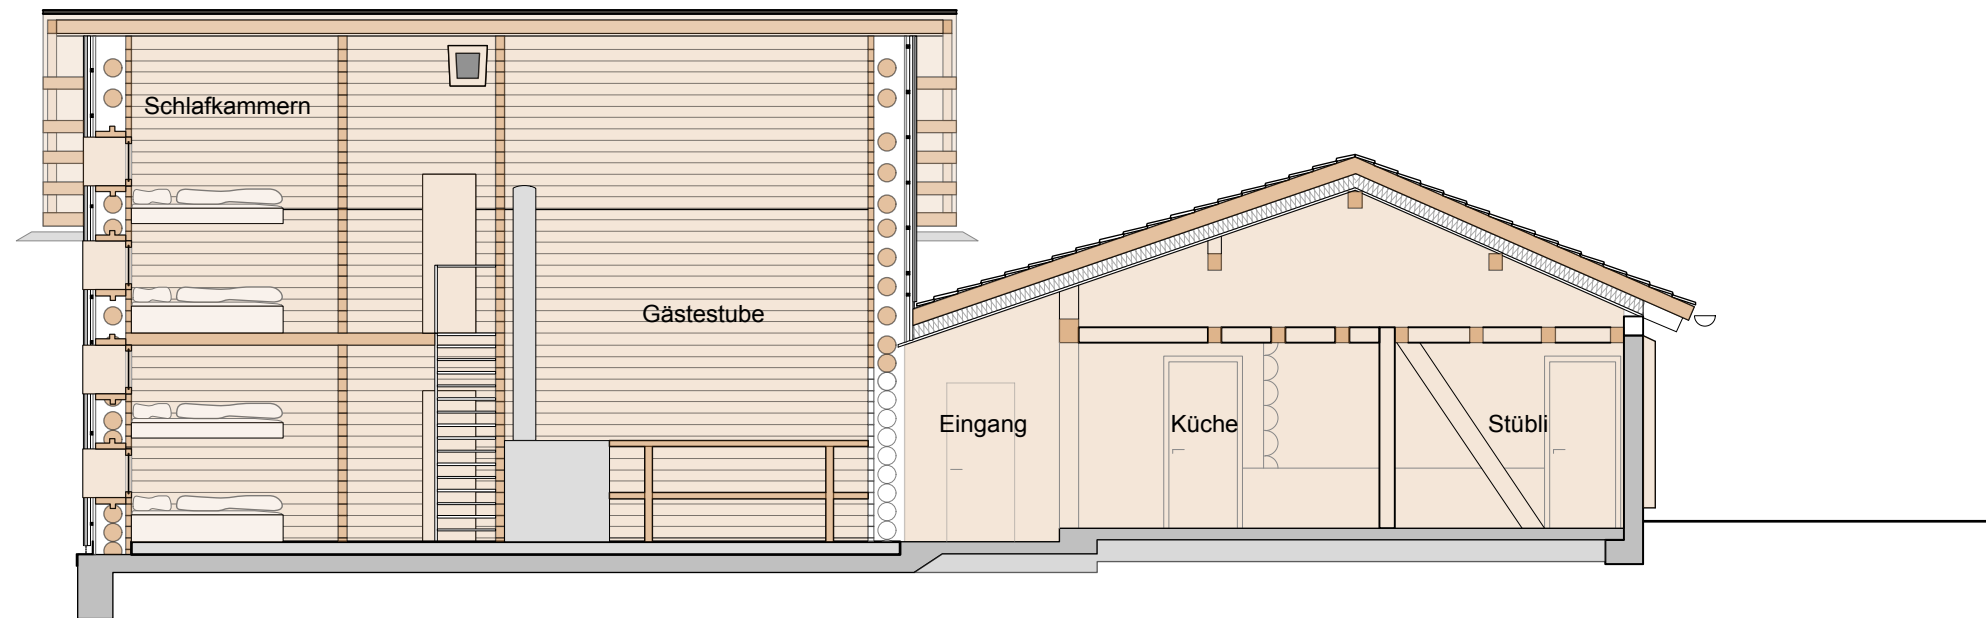 Schlafkammern
Gästestube
Eingang
Küche
Stübli